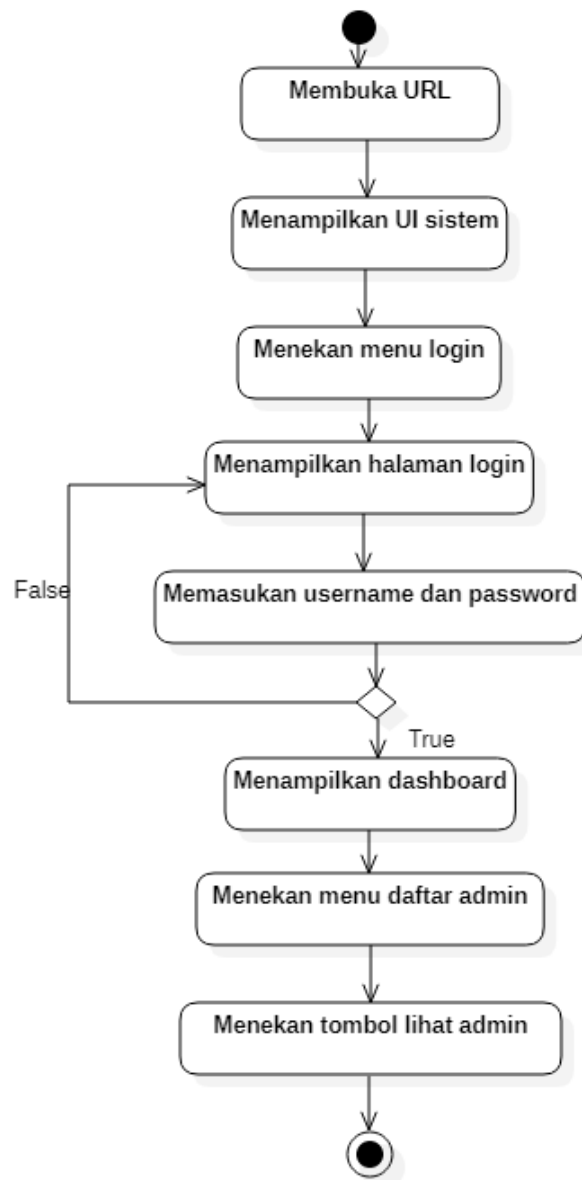 Membuka URL
Menampilkan UI sistem
Menekan menu login
Menampilkan halaman login
False
Memasukan username dan password
True
Menampilkan dashboard
Menekan menu daftar admin
Menekan tombol lihat admin